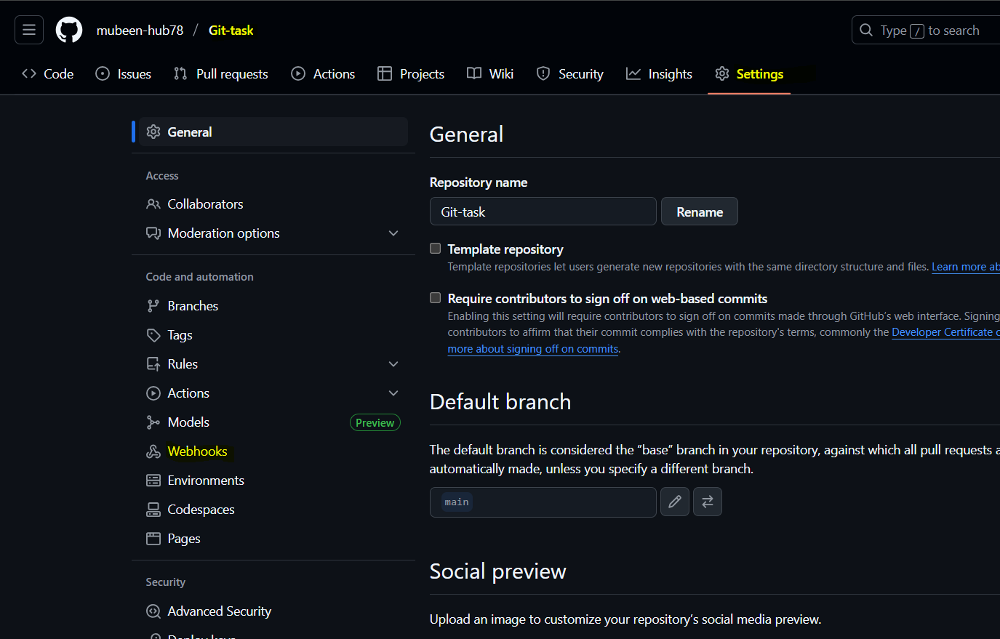 mubeen-hub78 / Git-task
Type / to search
Code Issues Pull requests Actions Projects Wiki Security Insights Settings
General
Access
Collaborators
Moderation options
Code and automation
Branches
Tags
Rules
Actions
Models Preview
Webhooks
Environments
Codespaces
Pages
Security
Advanced Security
General
Repository name
Git-task Rename
Template repository
Template repositories let users generate new repositories with the same directory structure and files. Learn more
Require contributors to sign off on web-based commits
Enabling this setting will require contributors to sign off on commits made through GitHub’s web interface. Signing
contributors to affirm that their commit complies with the repository's terms, commonly the Developer Certificate
more about signing off on commits.
Default branch
The default branch is considered the “base” branch in your repository, against which all pull requests
automatically made, unless you specify a different branch.
main
Social preview
Upload an image to customize your repository’s social media preview.